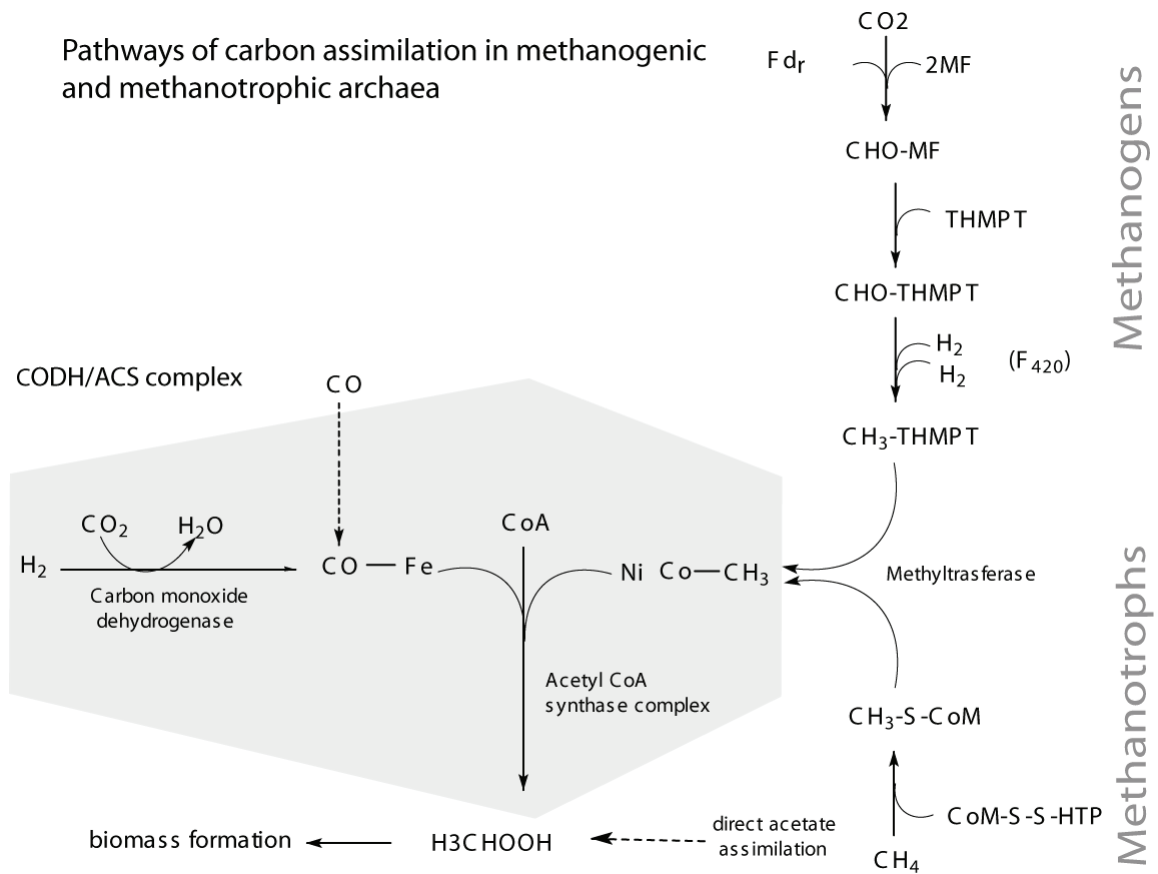 Pathways of carbon assimilation in methanogenic
and methanotrophic archaea
CO2
Fdr
2MF
CHO-MF
THMPT
CHO-THMPT
H2
H2
(F420)
CH3-THMPT
Methanogens
CODH/ACS complex
CO
CO2
H2O
H2
Carbon monoxide
dehydrogenase
CO — Fe
CoA
Ni Co—CH3
Methyltrasferase
Acetyl CoA
synthase complex
CH3-S-CoM
CoM-S-S-HTP
CH4
Methanotrophs
direct acetate
assimilation
H3CHOOH
biomass formation